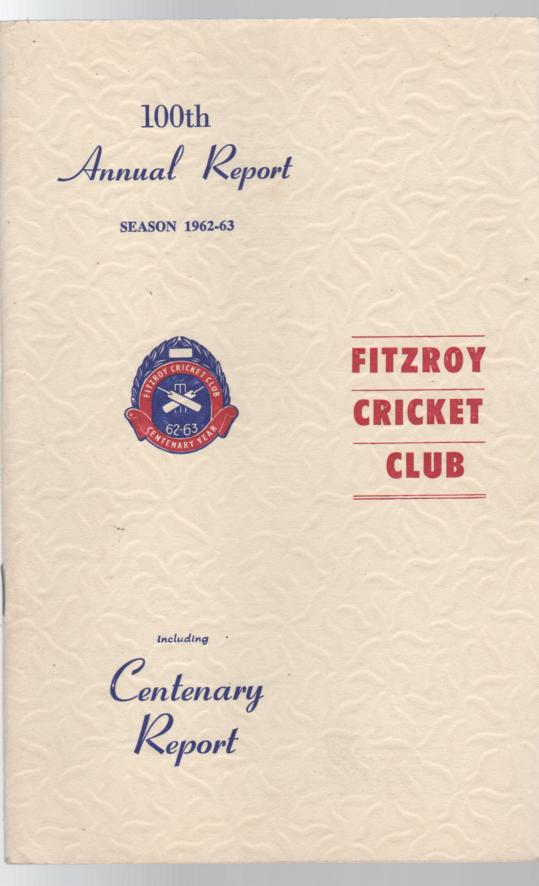 100th
Annual Report
SEASON 1962-63
FITZROY CRICKET CLUB
62-63
CENTENARY YEAR
FITZROY
CRICKET
CLUB
including
Centenary
Report